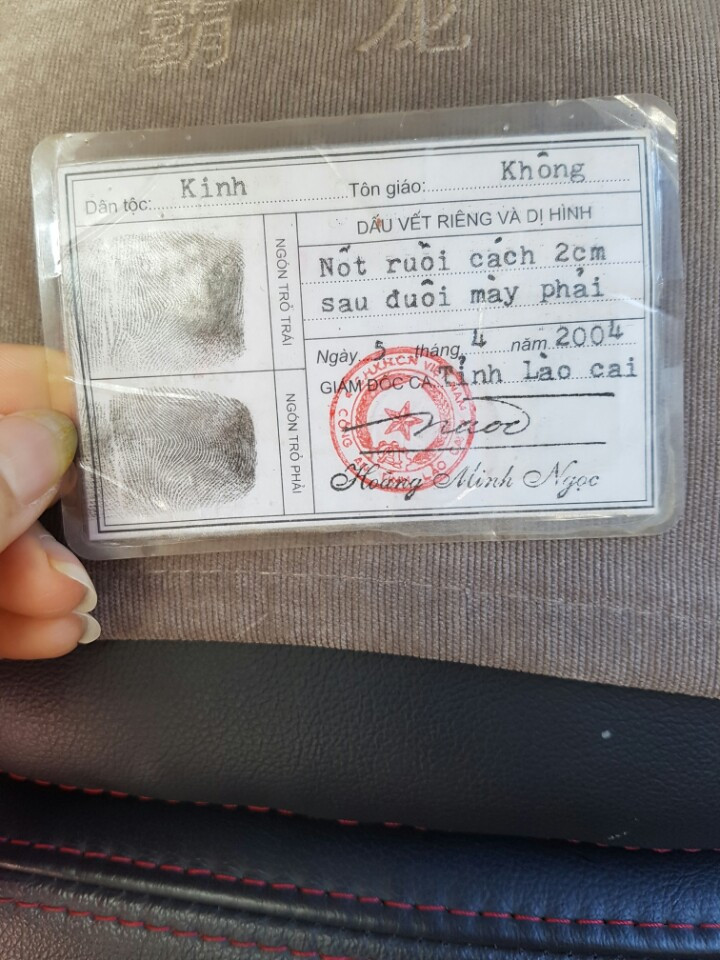 霸 龙
Dân tộc: Kinh Tôn giáo: Không
DẤU VẾT RIÊNG VÀ DỊ HÌNH
Nốt ruồi cách 2cm
sau đuôi mày phải
NGÓN TRỎ TRÁI
Ngày 5 tháng 4 năm 2004
GIÁM ĐỐC CA Tỉnh Lào cai
NGÓN TRỎ PHẢI
Hoàng Minh Ngọc